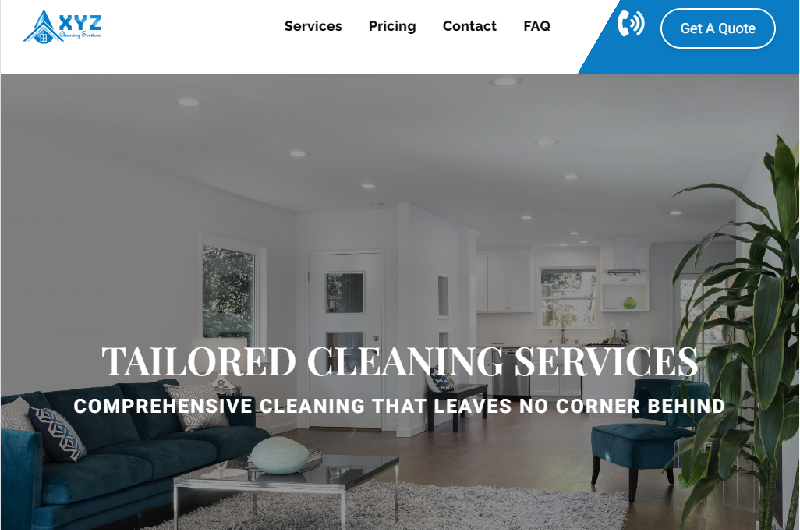 XYZ
Cleaning Services
Services Pricing Contact FAQ
Get A Quote
TAILORED CLEANING SERVICES
COMPREHENSIVE CLEANING THAT LEAVES NO CORNER BEHIND